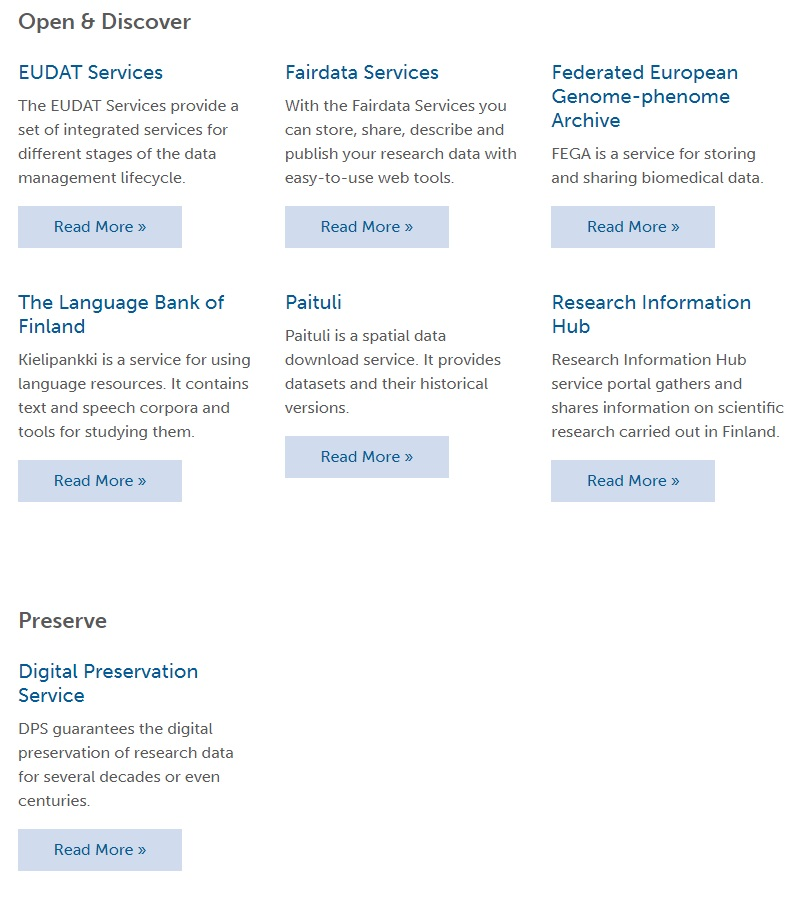 Open & Discover
EUDAT Services
The EUDAT Services provide a
set of integrated services for
different stages of the data
management lifecycle.
Read More »
Fairdata Services
With the Fairdata Services you
can store, share, describe and
publish your research data with
easy-to-use web tools.
Read More »
Federated European
Genome-phenome
Archive
FEGA is a service for storing
and sharing biomedical data.
Read More »
The Language Bank of
Finland
Kielipankki is a service for using
language resources. It contains
text and speech corpora and
tools for studying them.
Read More »
Paituli
Paituli is a spatial data
download service. It provides
datasets and their historical
versions.
Read More »
Research Information
Hub
Research Information Hub
service portal gathers and
shares information on scientific
research carried out in Finland.
Read More »
Preserve
Digital Preservation
Service
DPS guarantees the digital
preservation of research data
for several decades or even
centuries.
Read More »